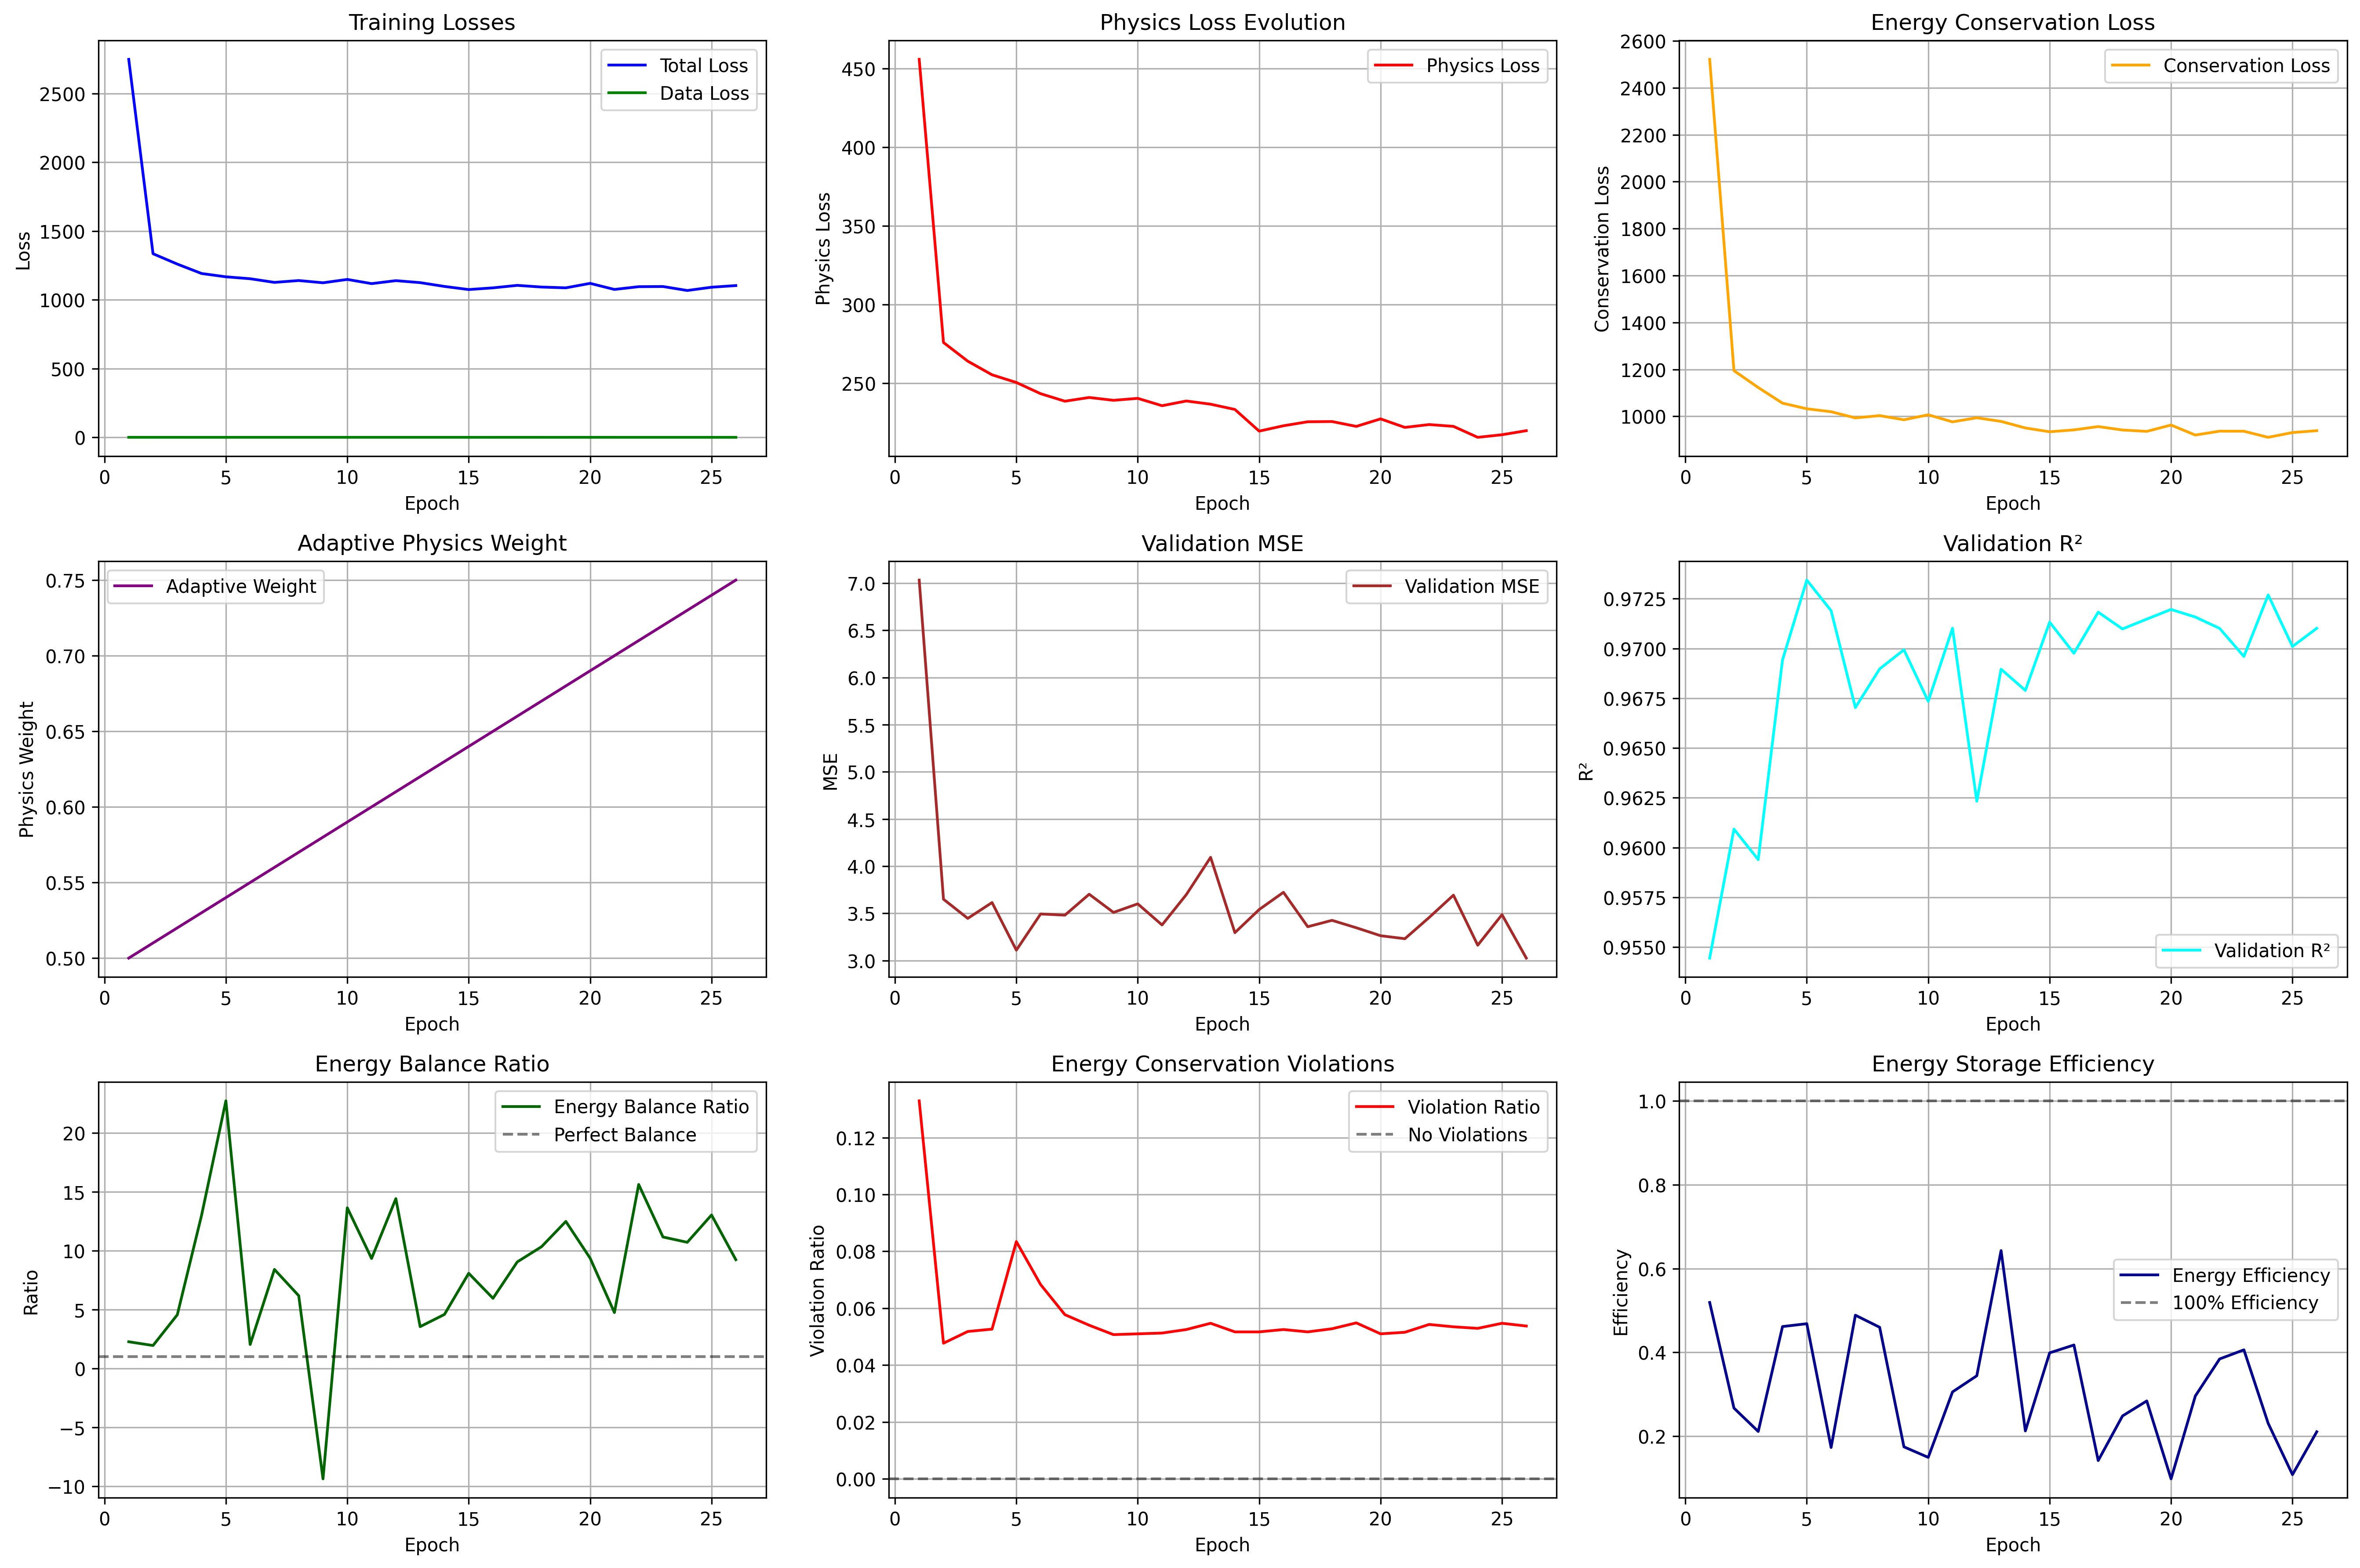 Training Losses
Total Loss
Data Loss
2500
2000
1500
1000
500
0
Loss
0 5 10 15 20 25
Epoch
Physics Loss Evolution
Physics Loss
450
400
350
300
250
Physics Loss
0 5 10 15 20 25
Epoch
Energy Conservation Loss
Conservation Loss
2600
2400
2200
2000
1800
1600
1400
1200
1000
Conservation Loss
0 5 10 15 20 25
Epoch
Adaptive Physics Weight
Adaptive Weight
0.75
0.70
0.65
0.60
0.55
0.50
Physics Weight
0 5 10 15 20 25
Epoch
Validation MSE
Validation MSE
7.0
6.5
6.0
5.5
5.0
4.5
4.0
3.5
3.0
MSE
0 5 10 15 20 25
Epoch
Validation R²
0.9725
0.9700
0.9675
0.9650
0.9625
0.9600
0.9575
0.9550
R²
Validation R²
0 5 10 15 20 25
Epoch
Energy Balance Ratio
Energy Balance Ratio
Perfect Balance
20
15
10
5
0
−5
−10
Ratio
0 5 10 15 20 25
Epoch
Energy Conservation Violations
Violation Ratio
No Violations
0.12
0.10
0.08
0.06
0.04
0.02
0.00
Violation Ratio
0 5 10 15 20 25
Epoch
Energy Storage Efficiency
1.0
0.8
0.6
0.4
0.2
Efficiency
Energy Efficiency
100% Efficiency
0 5 10 15 20 25
Epoch